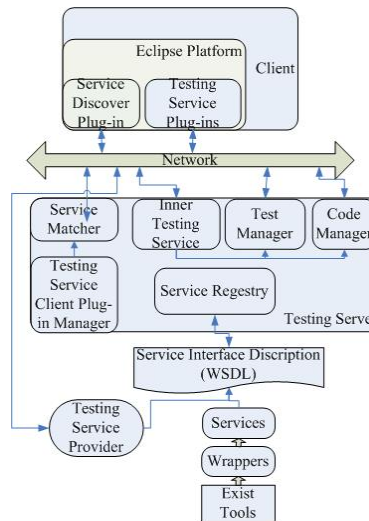 Eclipse Platform
Client
Service
Discover
Plug-in
Testing
Service
Plug-ins
Network
Service
Matcher
Inner
Testing
Service
Test
Manager
Code
Manager
Testing
Service
Client Plug-
in Manager
Service Regestry
Testing Serve
Service Interface Discription
(WSDL)
Testing
Service
Provider
Services
Wrappers
Exist
Tools